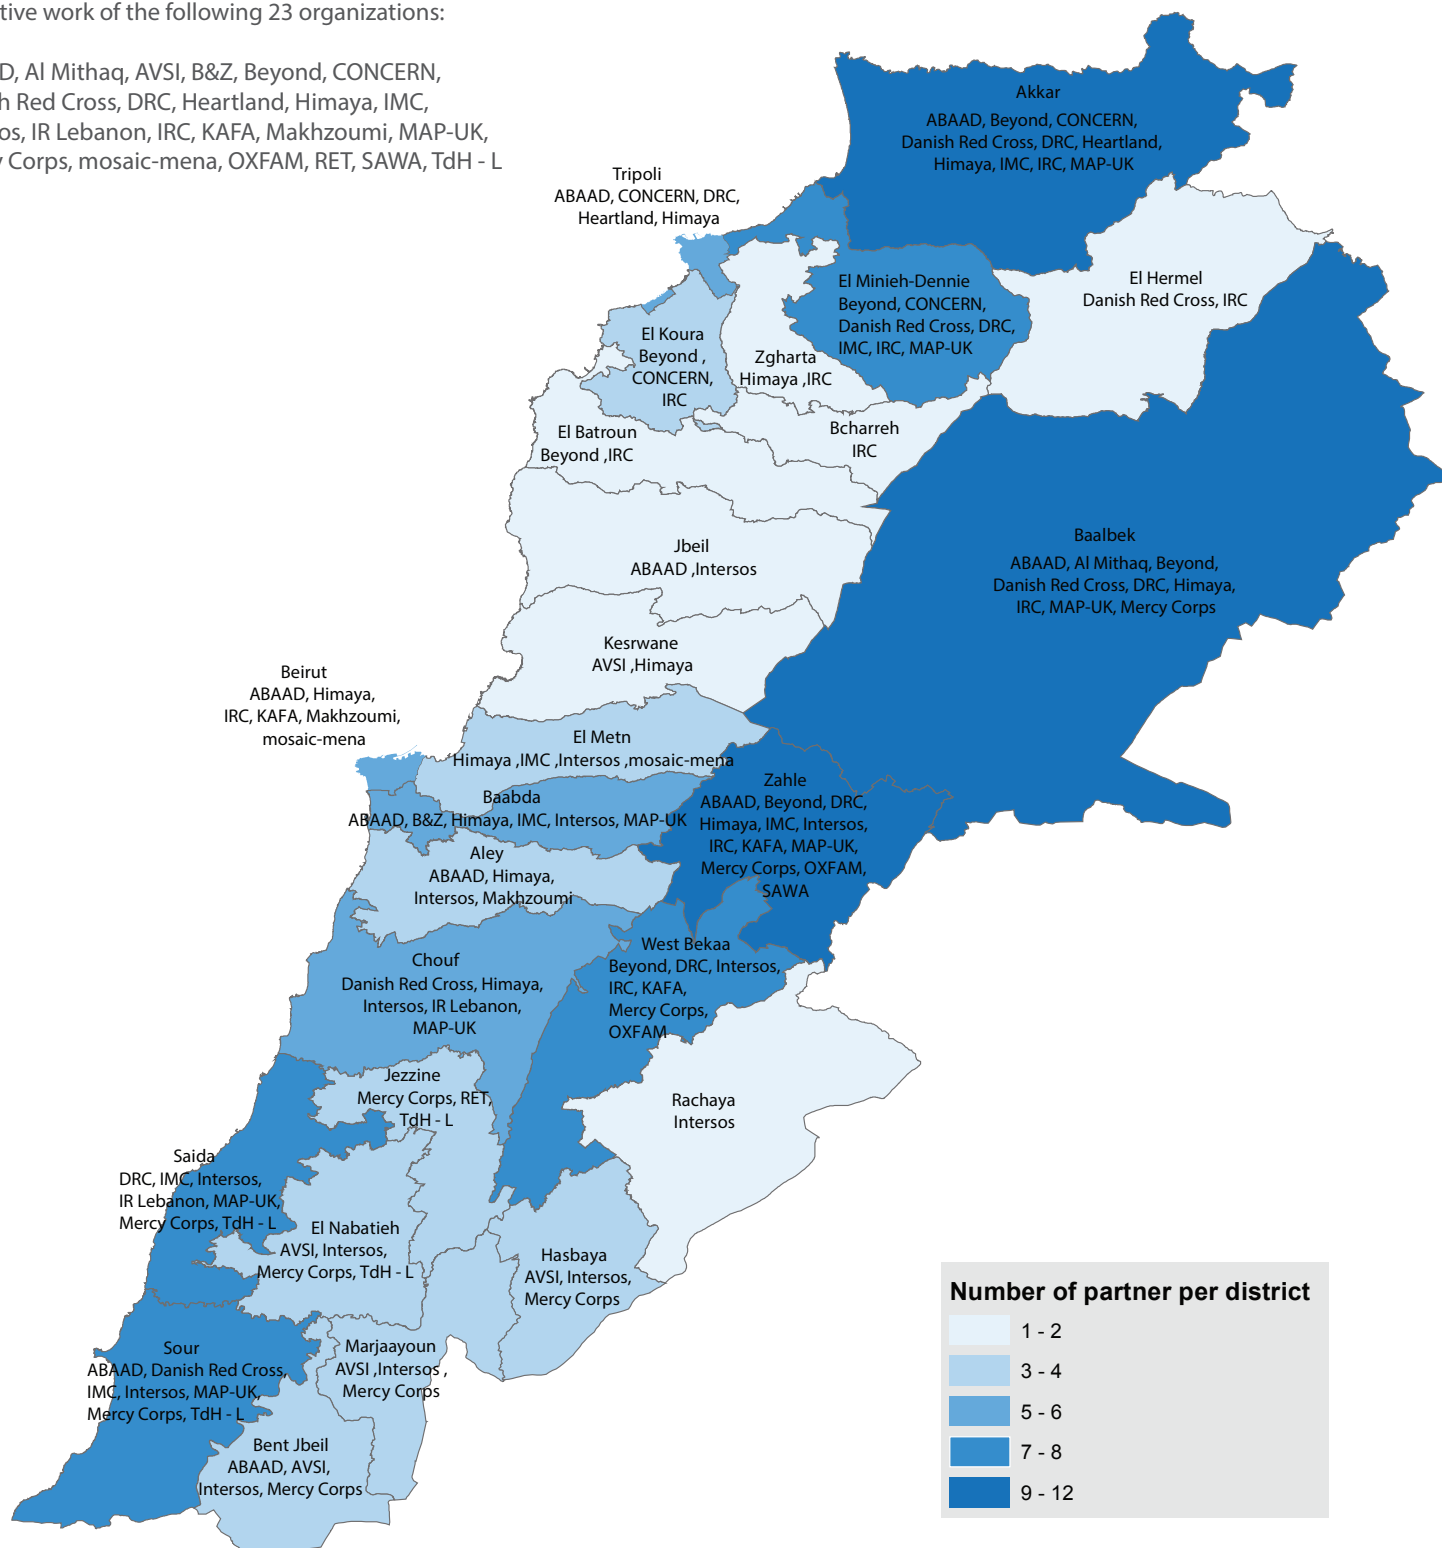 tive work of the following 23 organizations:
D, Al Mithaq, AVSI, B&Z, Beyond, CONCERN,
h Red Cross, DRC, Heartland, Himaya, IMC,
os, IR Lebanon, IRC, KAFA, Makhzoumi, MAP-UK,
y Corps, mosaic-mena, OXFAM, RET, SAWA, TdH - L
Akkar
ABAAD, Beyond, CONCERN,
Danish Red Cross, DRC, Heartland,
Himaya, IMC, IRC, MAP-UK
Tripoli
ABAAD, CONCERN, DRC,
Heartland, Himaya
El Hermel
Danish Red Cross, IRC
El Minieh-Dennie
Beyond, CONCERN,
Danish Red Cross, DRC,
IMC, IRC, MAP-UK
El Koura
Beyond ,
CONCERN,
IRC
Zgharta
Himaya ,IRC
Bcharreh
IRC
El Batroun
Beyond ,IRC
Jbeil
ABAAD ,Intersos
Baalbek
ABAAD, Al Mithaq, Beyond,
Danish Red Cross, DRC, Himaya,
IRC, MAP-UK, Mercy Corps
Kesrwane
AVSI ,Himaya
Beirut
ABAAD, Himaya,
IRC, KAFA, Makhzoumi,
mosaic-mena
El Metn
Himaya ,IMC ,Intersos ,mosaic-mena
Baabda
ABAAD, B&Z, Himaya, IMC, Intersos, MAP-UK
Zahle
ABAAD, Beyond, DRC,
Himaya, IMC, Intersos,
IRC, KAFA, MAP-UK,
Mercy Corps, OXFAM,
SAWA
Aley
ABAAD, Himaya,
Intersos, Makhzoumi
Chouf
Danish Red Cross, Himaya,
Intersos, IR Lebanon,
MAP-UK
West Bekaa
Beyond, DRC, Intersos,
IRC, KAFA,
Mercy Corps,
OXFAM
Jezzine
Mercy Corps, RET,
TdH - L
Rachaya
Intersos
Saida
DRC, IMC, Intersos,
IR Lebanon, MAP-UK,
Mercy Corps, TdH - L
El Nabatieh
AVSI, Intersos,
Mercy Corps, TdH - L
Hasbaya
AVSI, Intersos,
Mercy Corps
Sour
ABAAD, Danish Red Cross,
IMC, Intersos, MAP-UK,
Mercy Corps, TdH - L
Marjaayoun
AVSI ,Intersos ,
Mercy Corps
Bent Jbeil
ABAAD, AVSI,
Intersos, Mercy Corps
Number of partner per district
1 - 2
3 - 4
5 - 6
7 - 8
9 - 12